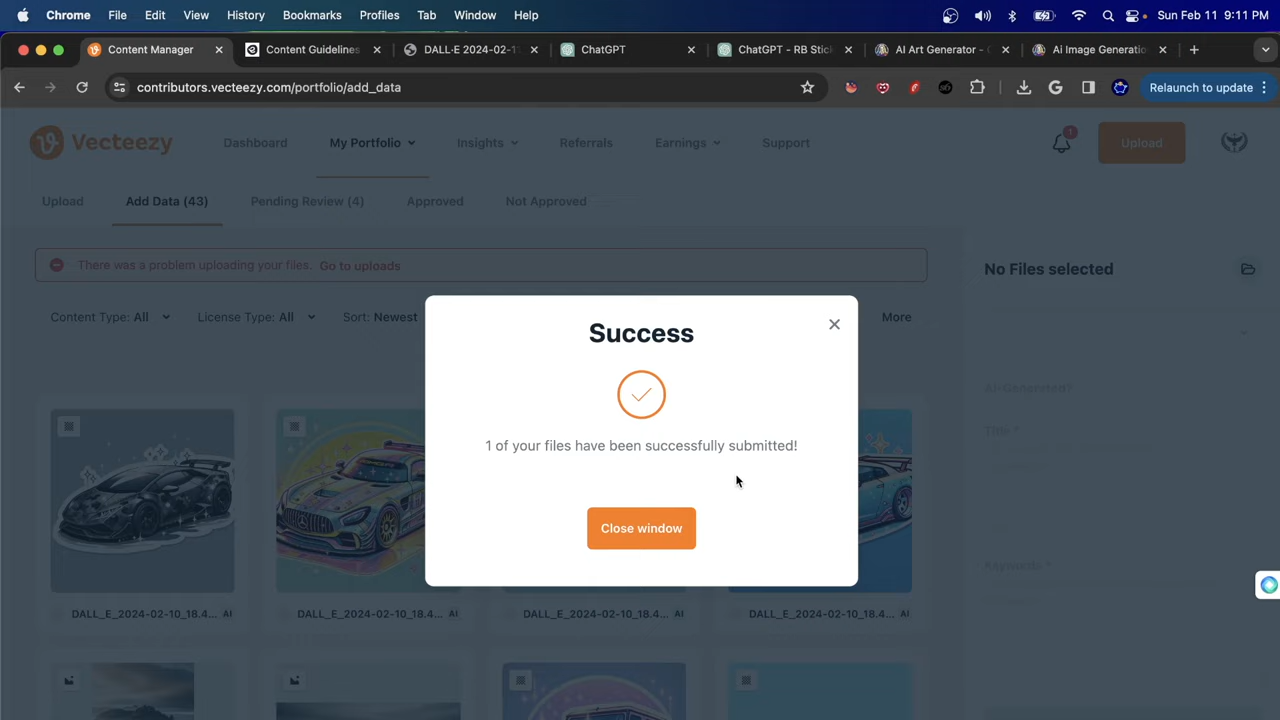 Chrome File Edit View History Bookmarks Profiles Tab Window Help Sun Feb 11 9:11 PM
Content Manager Content Guidelines DALL·E 2024-02-11 ChatGPT ChatGPT - RB Stick AI Art Generator - C Ai Image Generatio
contributors.vecteezy.com/portfolio/add_data Relaunch to update
Vecteezy Dashboard My Portfolio Insights Referrals Earnings Support 1 Upload
Upload Add Data (43) Pending Review (4) Approved Not Approved
There was a problem uploading your files. Go to uploads
No Files selected
Content Type: All License Type: All Sort: Newest More
Success
1 of your files have been successfully submitted!
Close window
AI-Generated?
Title *
Keywords *
DALL_E_2024-02-10_18.4... AI DALL_E_2024-02-10_18.4... AI DALL_E_2024-02-10_18.4... AI DALL_E_2024-02-10_18.4... AI